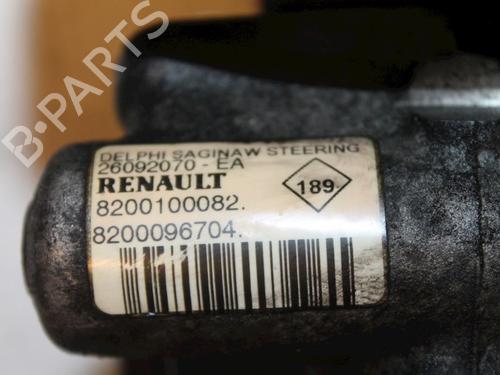 B-PARTS
DELPHI SAGINAW STEERING
26092070 - EA
RENAULT
189.
8200100082.
8200096704.